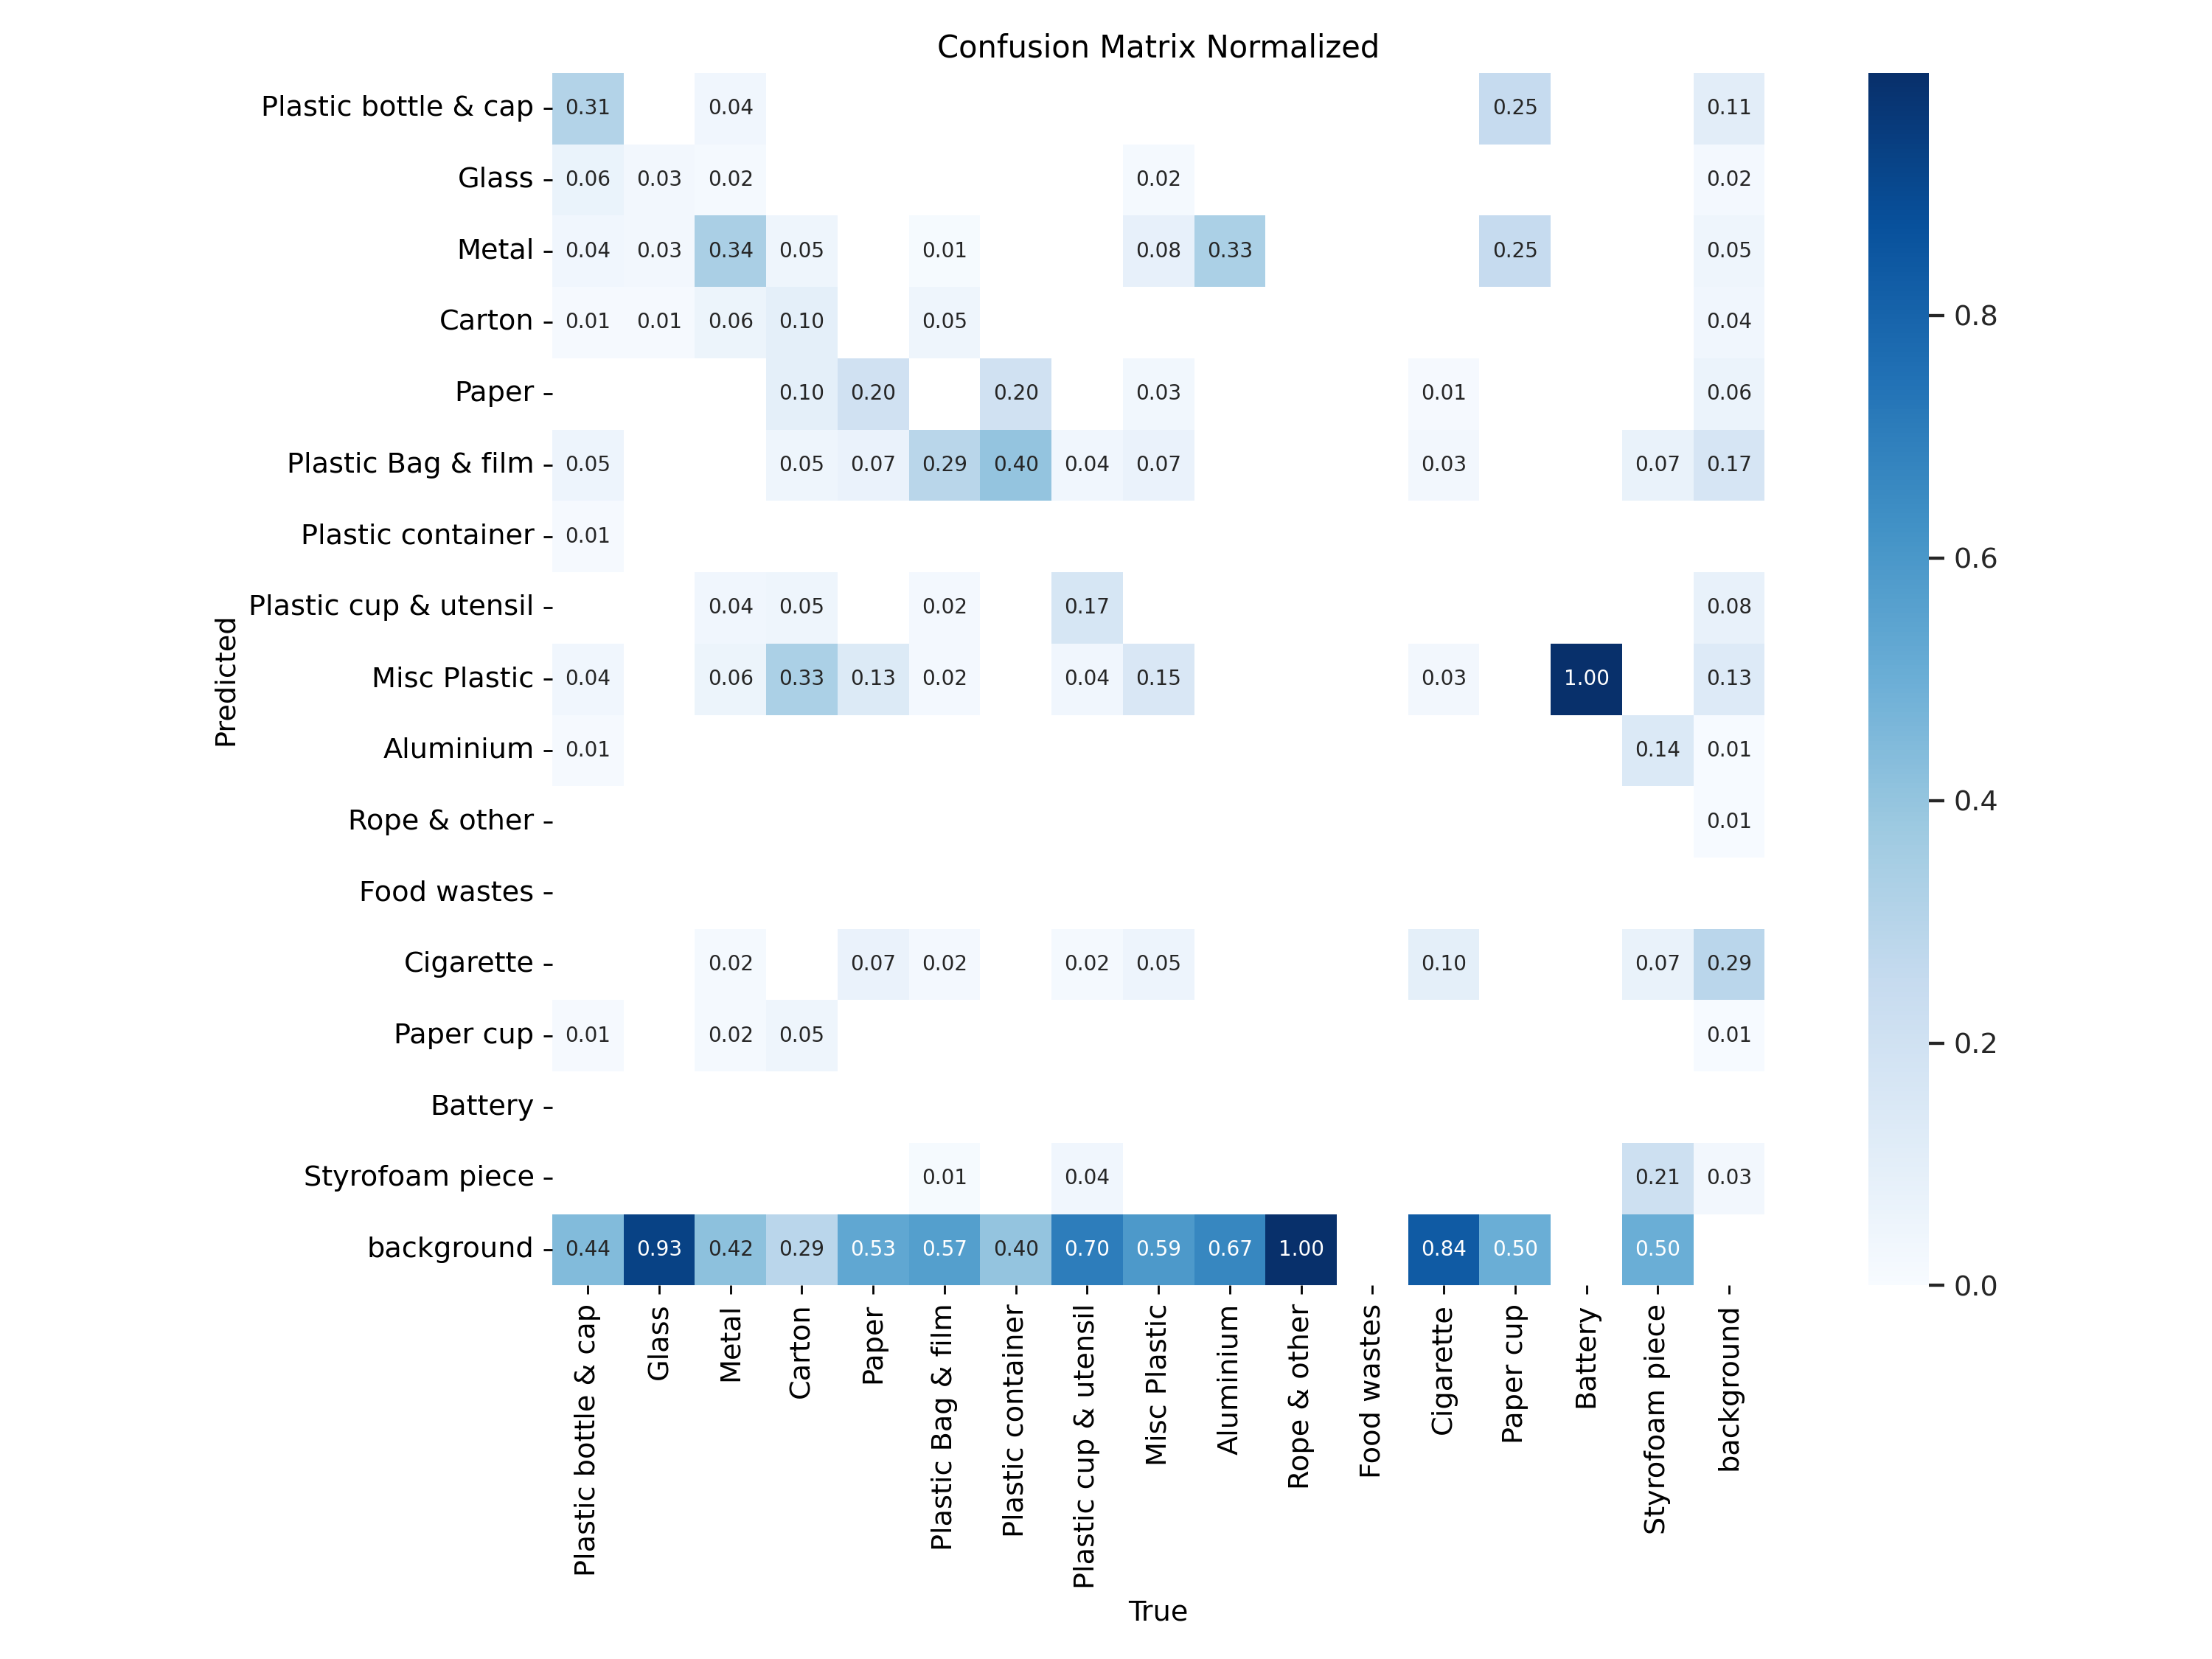 Confusion Matrix Normalized
Plastic bottle & cap 0.31 0.04 0.25 0.11
Glass 0.06 0.03 0.02 0.02 0.02
Metal 0.04 0.03 0.34 0.05 0.01 0.08 0.33 0.25 0.05
Carton 0.01 0.01 0.06 0.10 0.05 0.04
Paper 0.10 0.20 0.20 0.03 0.01 0.06
Plastic Bag & film 0.05 0.05 0.07 0.29 0.40 0.04 0.07 0.03 0.07 0.17
Plastic container 0.01
Plastic cup & utensil 0.04 0.05 0.02 0.17 0.08
Misc Plastic 0.04 0.06 0.33 0.13 0.02 0.04 0.15 0.03 1.00 0.13
Aluminium 0.01 0.14 0.01
Rope & other 0.01
Food wastes
Cigarette 0.02 0.07 0.02 0.02 0.05 0.10 0.07 0.29
Paper cup 0.01 0.02 0.05 0.01
Battery
Styrofoam piece 0.01 0.04 0.21 0.03
background 0.44 0.93 0.42 0.29 0.53 0.57 0.40 0.70 0.59 0.67 1.00 0.84 0.50 0.50
Predicted
Plastic bottle & cap
Glass
Metal
Carton
Paper
Plastic Bag & film
Plastic container
Plastic cup & utensil
Misc Plastic
Aluminium
Rope & other
Food wastes
Cigarette
Paper cup
Battery
Styrofoam piece
background
True
0.8
0.6
0.4
0.2
0.0